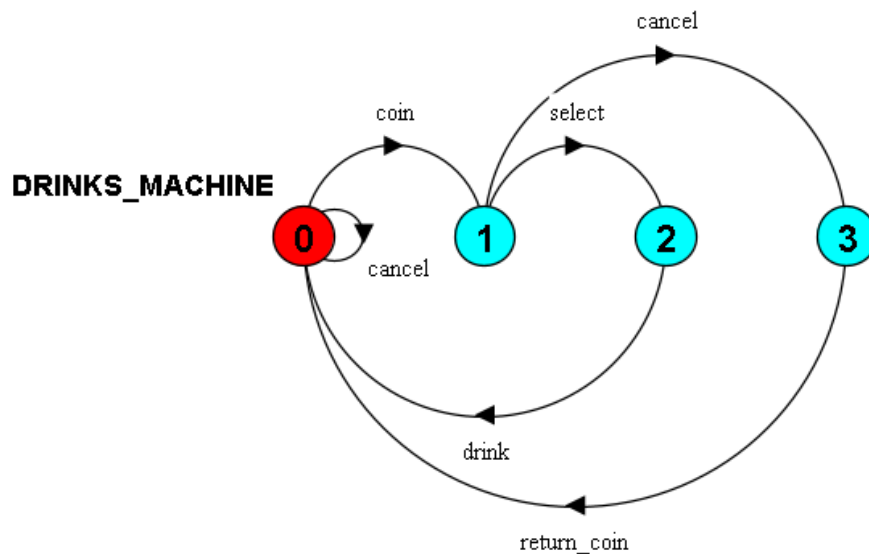 cancel
coin
select
DRINKS_MACHINE
0
1
2
3
cancel
drink
return_coin